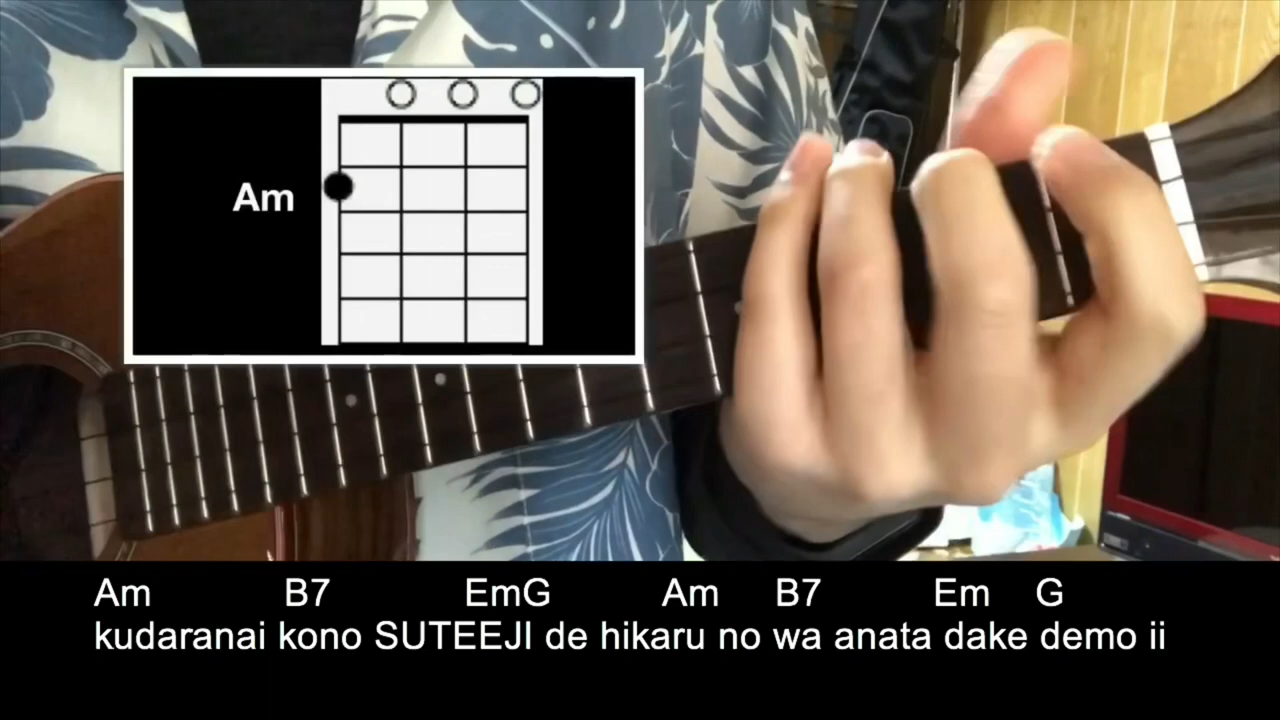 Am
Am B7 EmG Am B7 Em G
kudaranai kono SUTEEJI de hikaru no wa anata dake demo ii